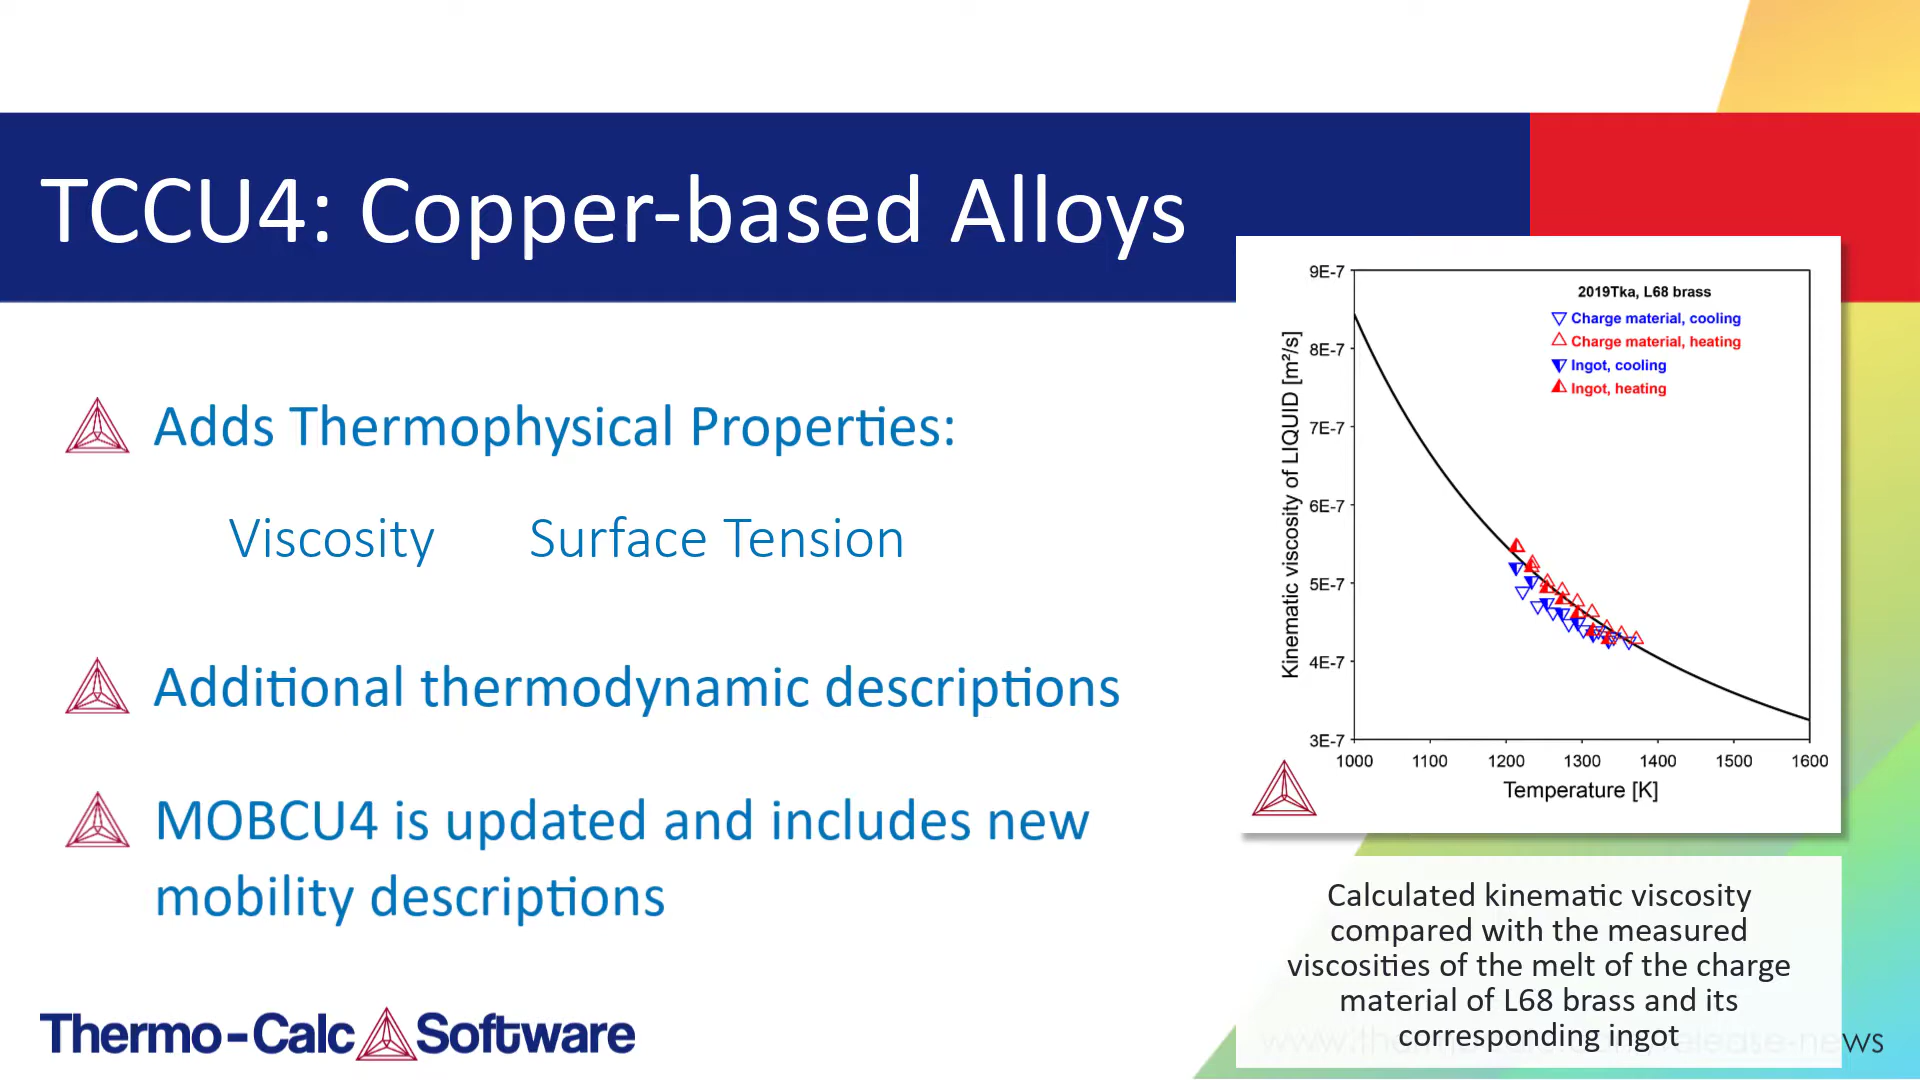 TCCU4: Copper-based Alloys
Adds Thermophysical Properties:
Viscosity Surface Tension
Additional thermodynamic descriptions
MOBCU4 is updated and includes new
mobility descriptions
Thermo-Calc Software
2019Tka, L68 brass
Charge material, cooling
Charge material, heating
Ingot, cooling
Ingot, heating
Kinematic viscosity of LIQUID [m²/s]
9E-7
8E-7
7E-7
6E-7
5E-7
4E-7
3E-7
1000 1100 1200 1300 1400 1500 1600
Temperature [K]
Calculated kinematic viscosity
compared with the measured
viscosities of the melt of the charge
material of L68 brass and its
corresponding ingot